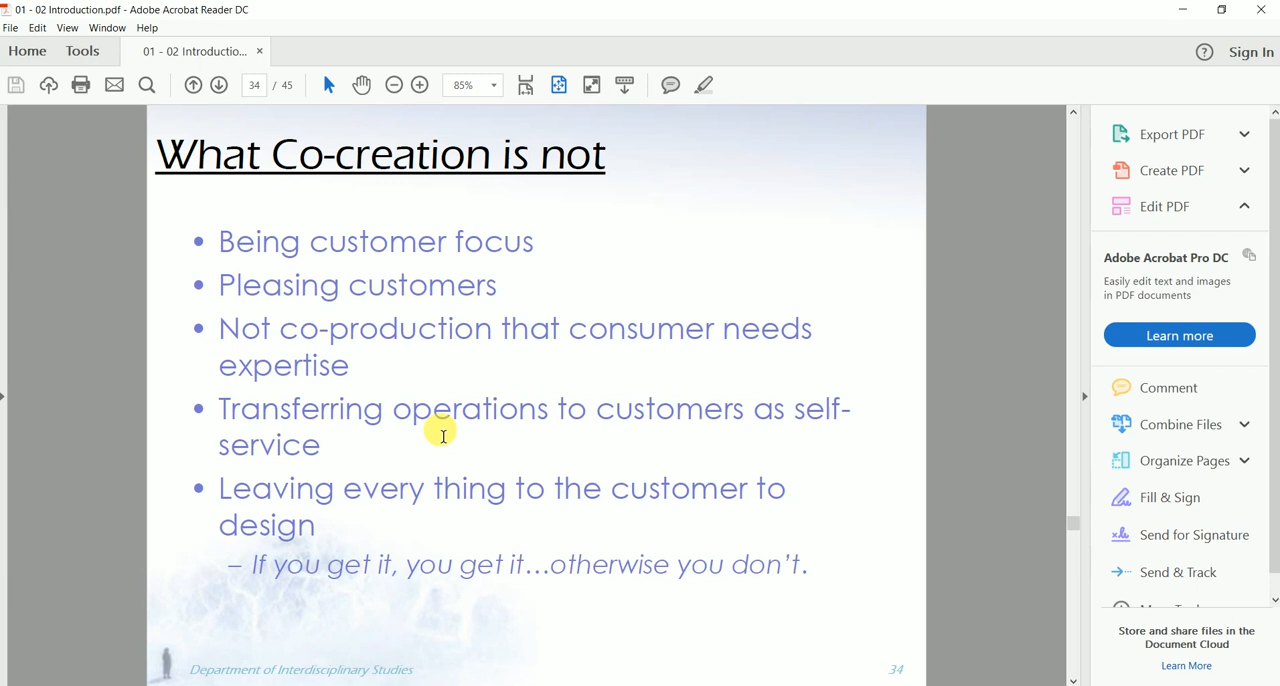 01 - 02 Introduction.pdf - Adobe Acrobat Reader DC
File Edit View Window Help
Home Tools 01 - 02 Introductio... × ? Sign In
34 / 45 85%
What Co-creation is not
• Being customer focus
• Pleasing customers
• Not co-production that consumer needs
expertise
• Transferring operations to customers as self-
service
• Leaving every thing to the customer to
design
– If you get it, you get it...otherwise you don't.
Department of Interdisciplinary Studies 34
Export PDF
Create PDF
Edit PDF
Adobe Acrobat Pro DC
Easily edit text and images
in PDF documents
Learn more
Comment
Combine Files
Organize Pages
Fill & Sign
Send for Signature
Send & Track
Store and share files in the
Document Cloud
Learn More